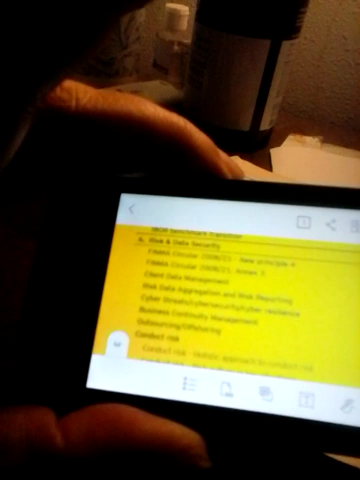 IBOR benchmark transition
b. Risk & Data Security
FINMA Circular 2008/21 - New principle 4
FINMA Circular 2008/21 Annex 3
Client Data Management
Risk Data Aggregation and Risk Reporting
Cyber threats/cybersecurity/cyber resilience
Business Continuity Management
Outsourcing/Offshoring
Conduct risk
Conduct risk - Holistic approach to conduct risk